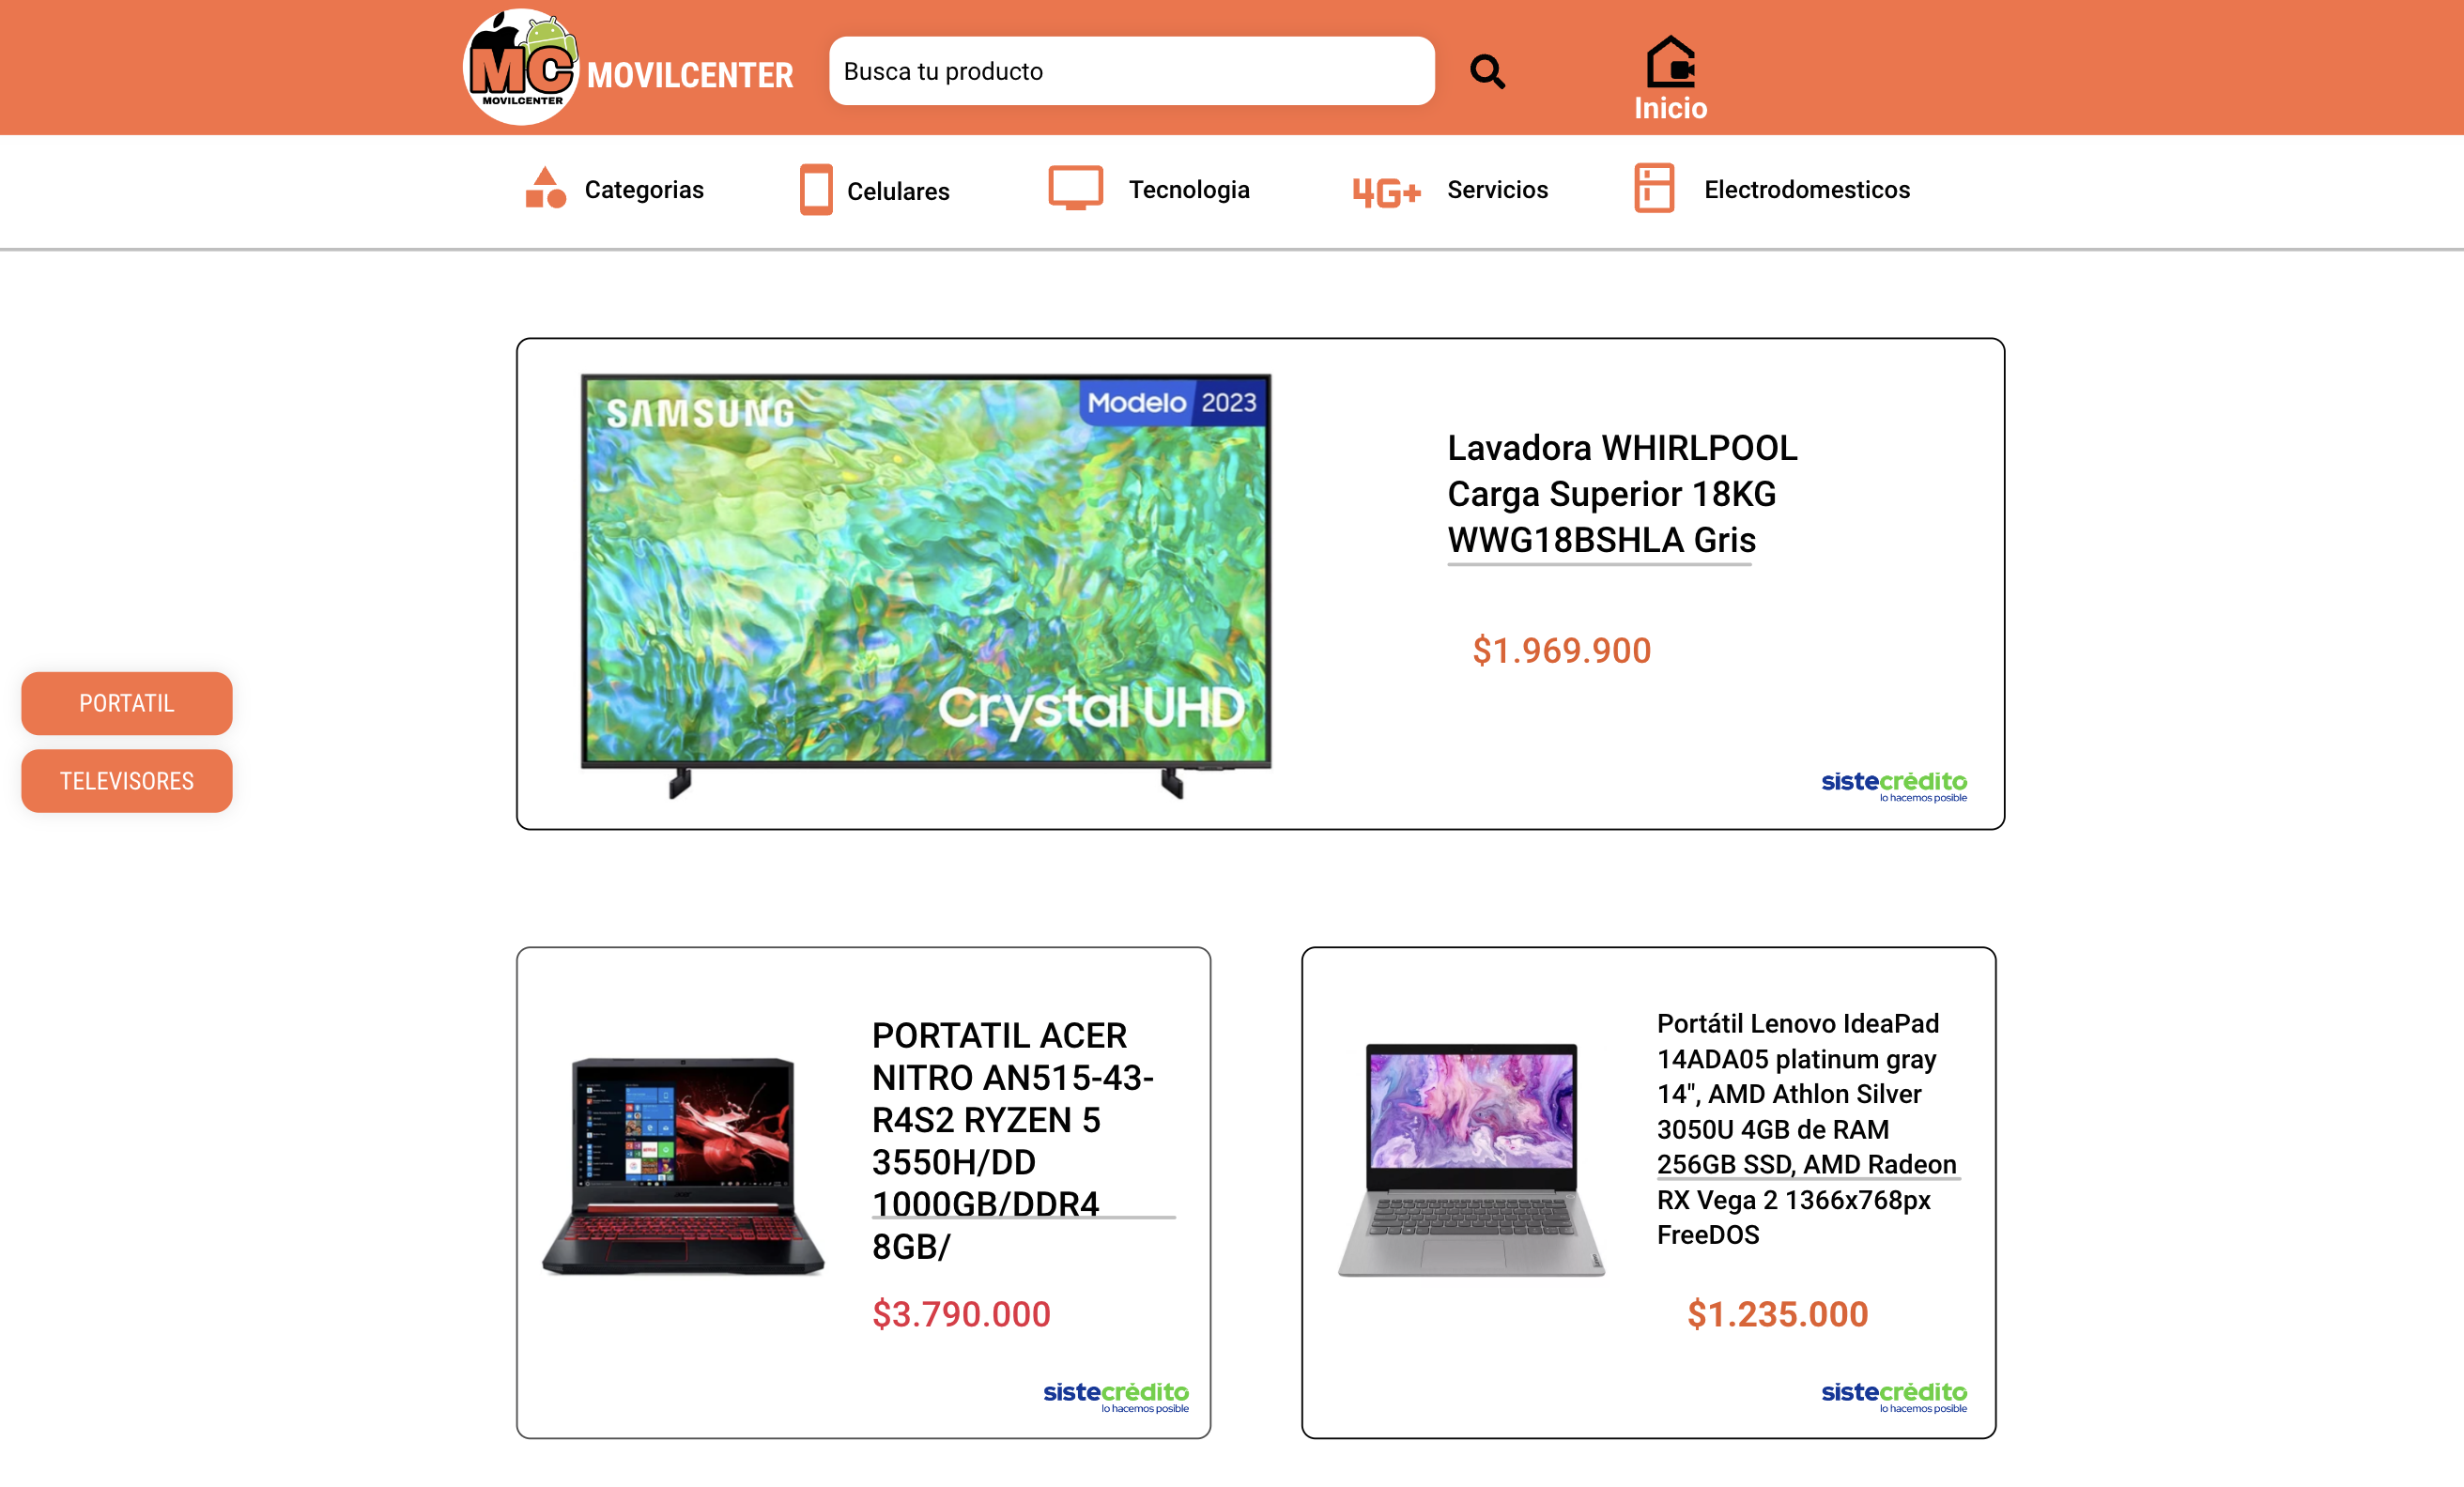 MC
MOVILCENTER
MOVILCENTER
Busca tu producto
Inicio
Categorias
Celulares
Tecnologia
4G+
Servicios
Electrodomesticos
SAMSUNG
Modelo 2023
Crystal UHD
Lavadora WHIRLPOOL
Carga Superior 18KG
WWG18BSHLA Gris
$1.969.900
sistecrédito
lo hacemos posible
PORTATIL
TELEVISORES
PORTATIL ACER
NITRO AN515-43-
R4S2 RYZEN 5
3550H/DD
1000GB/DDR4
8GB/
$3.790.000
sistecrédito
lo hacemos posible
Portátil Lenovo IdeaPad
14ADA05 platinum gray
14", AMD Athlon Silver
3050U 4GB de RAM
256GB SSD, AMD Radeon
RX Vega 2 1366x768px
FreeDOS
$1.235.000
sistecrédito
lo hacemos posible